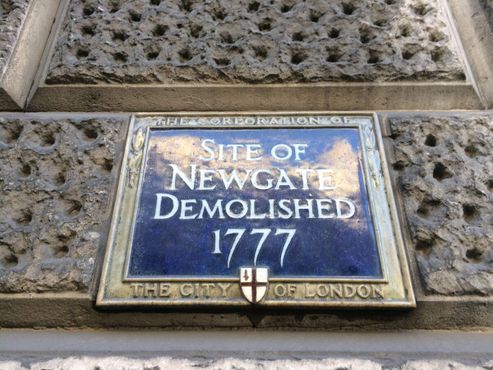 THE CORPORATION OF
SITE OF
NEWGATE
DEMOLISHED
1777
THE CITY OF LONDON